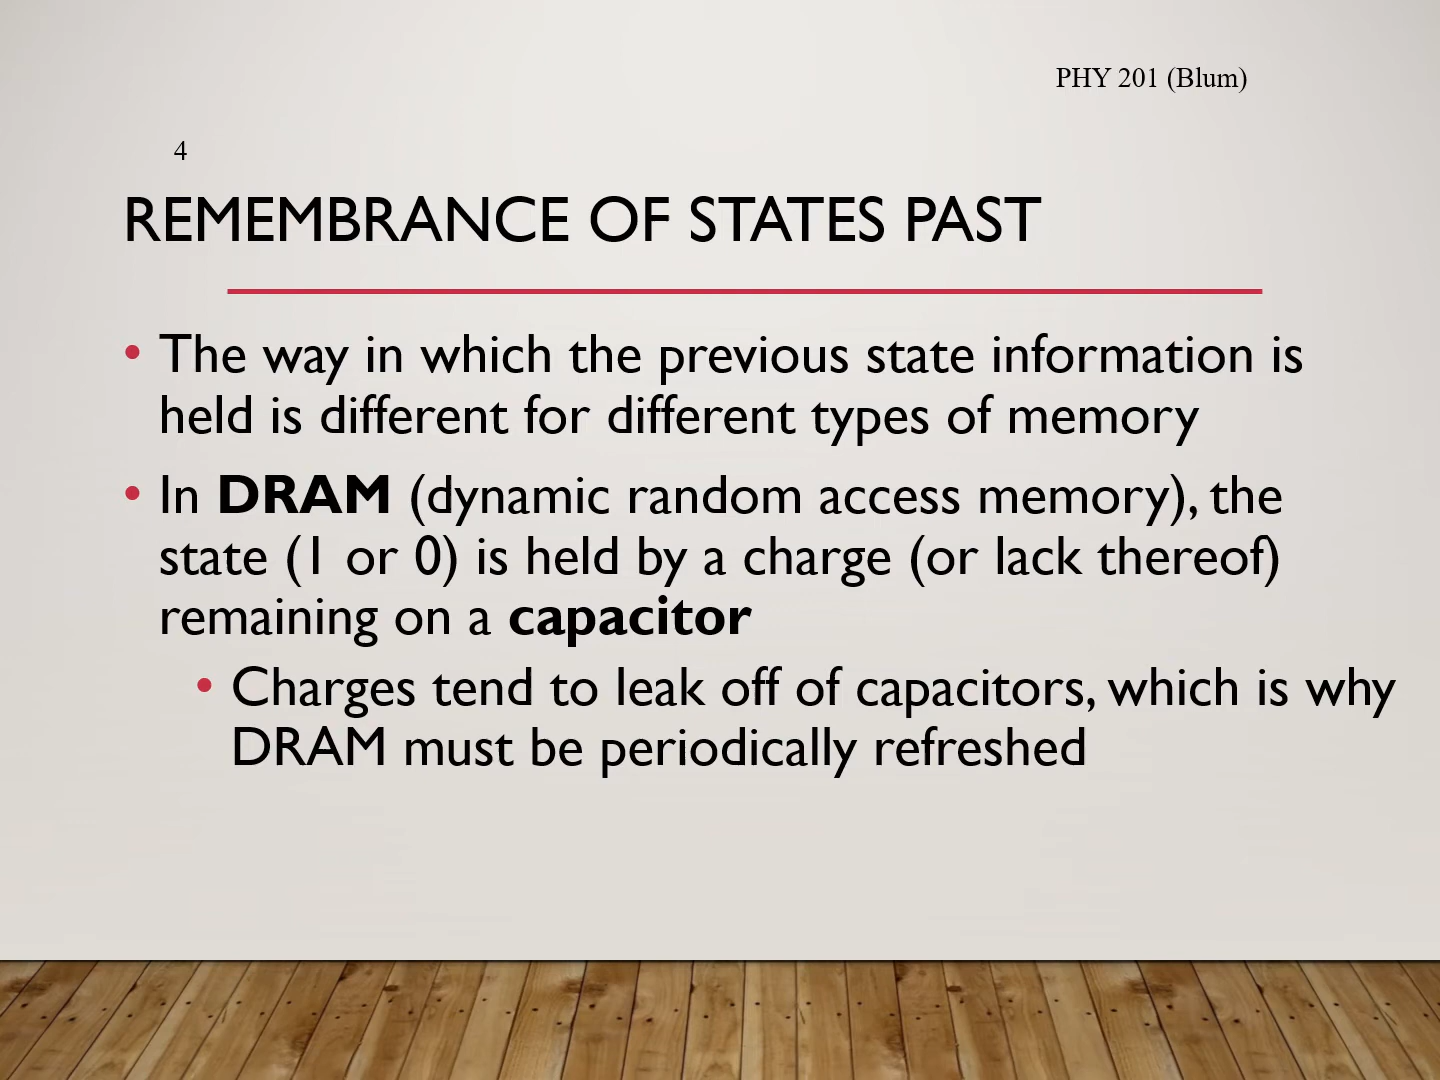 PHY 201 (Blum)
4
REMEMBRANCE OF STATES PAST
• The way in which the previous state information is
held is different for different types of memory
• In DRAM (dynamic random access memory), the
state (1 or 0) is held by a charge (or lack thereof)
remaining on a capacitor
• Charges tend to leak off of capacitors, which is why
DRAM must be periodically refreshed